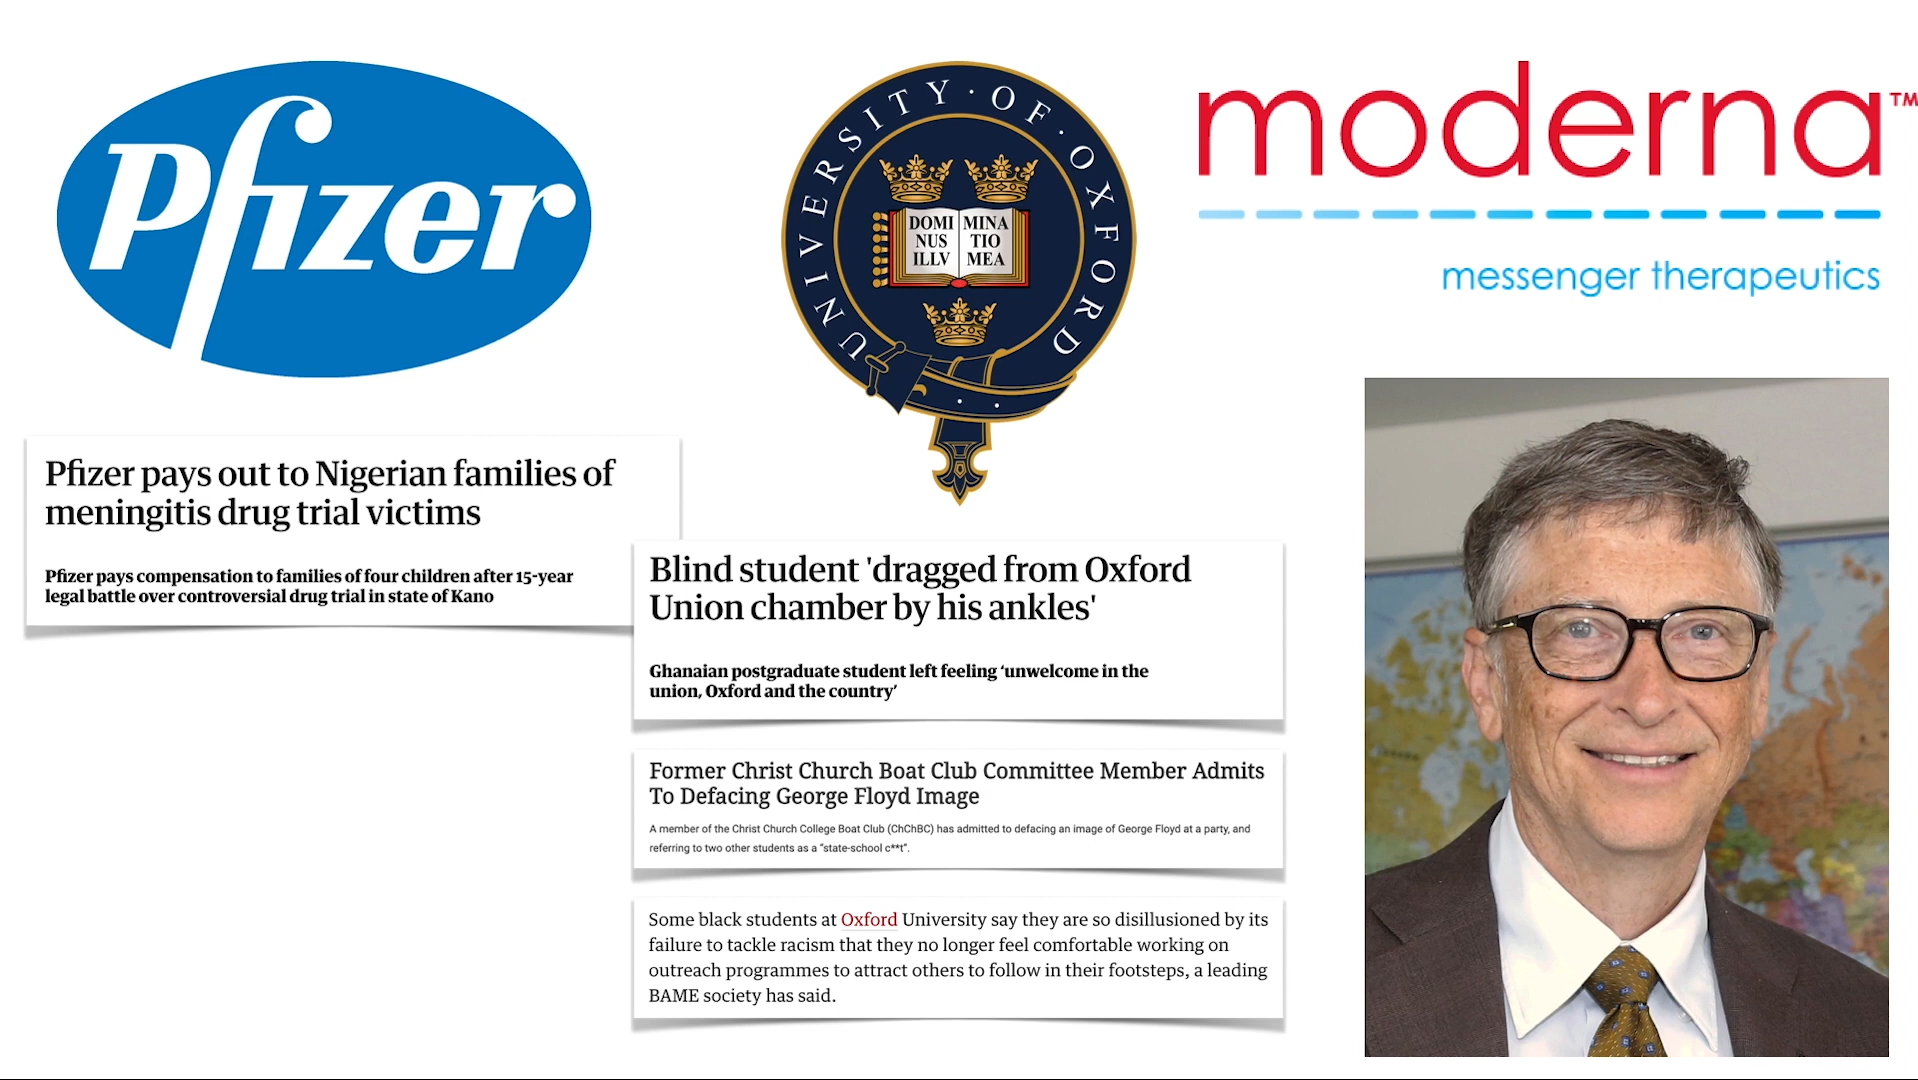 Pfizer
UNIVERSITY · OF · OXFORD
DOMI MINA
NUS TIO
ILLV MEA
moderna™
messenger therapeutics
Pfizer pays out to Nigerian families of
meningitis drug trial victims
Pfizer pays compensation to families of four children after 15-year
legal battle over controversial drug trial in state of Kano
Blind student 'dragged from Oxford
Union chamber by his ankles'
Ghanaian postgraduate student left feeling ‘unwelcome in the
union, Oxford and the country’
Former Christ Church Boat Club Committee Member Admits
To Defacing George Floyd Image
A member of the Christ Church College Boat Club (ChChBC) has admitted to defacing an image of George Floyd at a party, and
referring to two other students as a "state-school c**t".
Some black students at Oxford University say they are so disillusioned by its
failure to tackle racism that they no longer feel comfortable working on
outreach programmes to attract others to follow in their footsteps, a leading
BAME society has said.